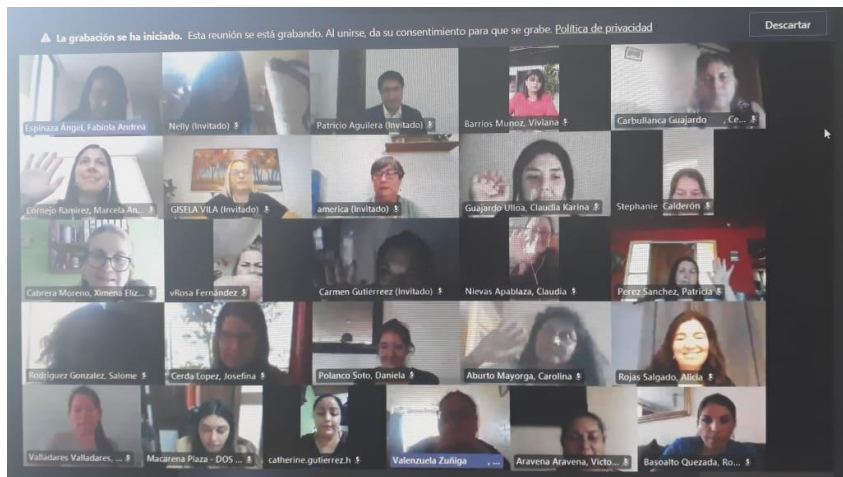 La grabación se ha iniciado. Esta reunión se está grabando. Al unirse, da su consentimiento para que se grabe. Política de privacidad
Descartar
Espinaza Ángel, Fabiola Andrea
Nelly (Invitado)
Patricio Aguilera (Invitado)
Barrios Munoz, Viviana
Carbullanca Guajardo , Ce...
Cornejo Ramirez, Marcela An...
GISELA VILA (Invitado)
america (Invitado)
Guajardo Ulloa, Claudia Karina
Stephanie Calderón
Cabrera Moreno, Ximena Eliz...
vRosa Fernández
Carmen Gutiérreez (Invitado)
Nievas Apablaza, Claudia
Perez Sanchez, Patricia
Rodriguez Gonzalez, Salome
Cerda Lopez, Josefina
Polanco Soto, Daniela
Aburto Mayorga, Carolina
Rojas Salgado, Alicia
Valladares Valladares, ...
Macarena Plaza - DOS ...
catherine.gutierrez.h
Valenzuela Zuñiga , ...
Aravena Aravena, Victo...
Basoalto Quezada, Ro...